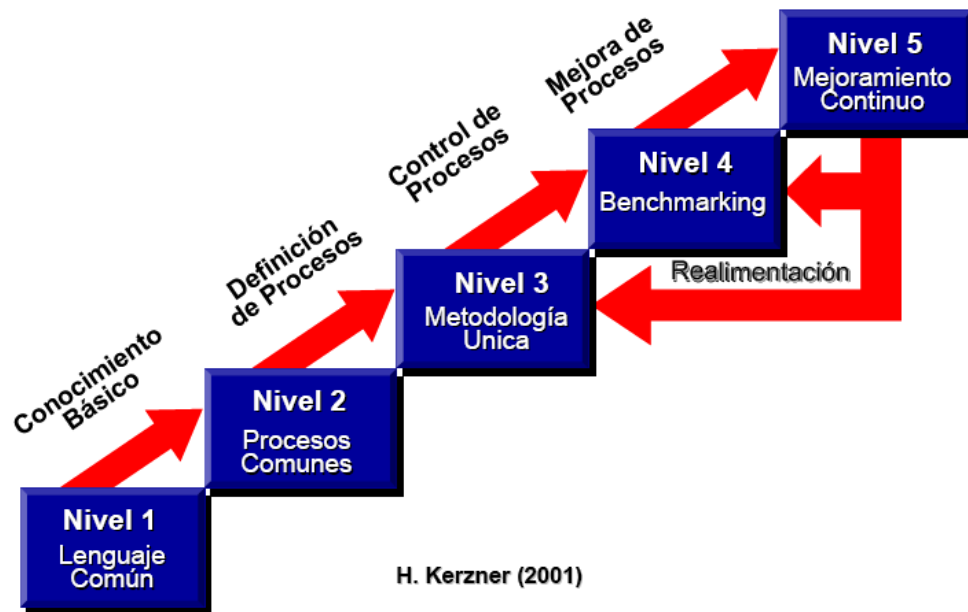 Nivel 5
Mejoramiento
Continuo
Mejora de
Procesos
Nivel 4
Benchmarking
Control de
Procesos
Realimentación
Nivel 3
Metodología
Unica
Definición
de Procesos
Nivel 2
Procesos
Comunes
Conocimiento
Básico
Nivel 1
Lenguaje
Común
H. Kerzner (2001)